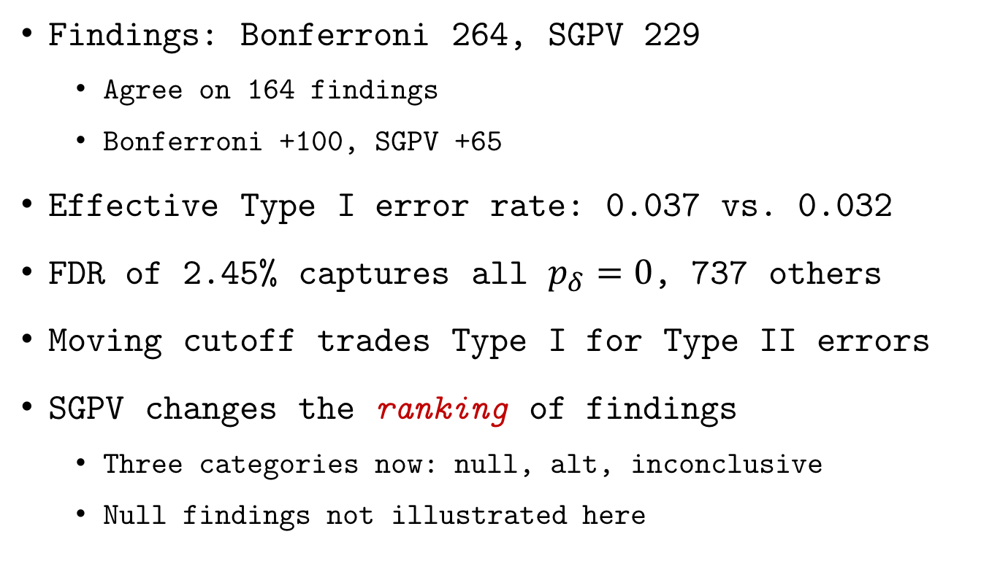 • Findings: Bonferroni 264, SGPV 229
• Agree on 164 findings
• Bonferroni +100, SGPV +65
• Effective Type I error rate: 0.037 vs. 0.032
• FDR of 2.45% captures all p_δ = 0, 737 others
• Moving cutoff trades Type I for Type II errors
• SGPV changes the ranking of findings
• Three categories now: null, alt, inconclusive
• Null findings not illustrated here